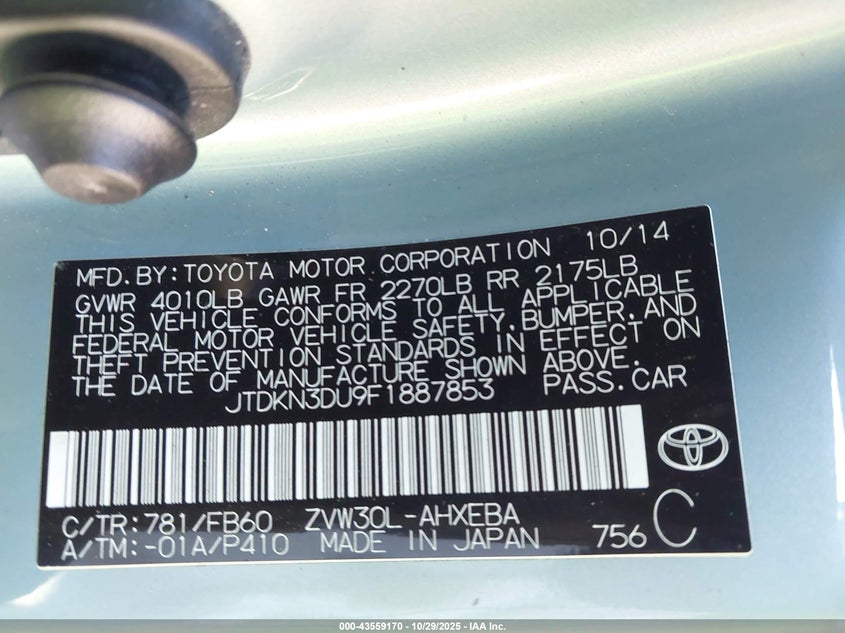 MFD.BY:TOYOTA MOTOR CORPORATION 10/14
GVWR 4010LB GAWR FR 2270LB RR 2175LB
THIS VEHICLE CONFORMS TO ALL APPLICABLE
FEDERAL MOTOR VEHICLE SAFETY,BUMPER,AND
THEFT PREVENTION STANDARDS IN EFFECT ON
THE DATE OF MANUFACTURE SHOWN ABOVE.
JTDKN3DU9F1887853 PASS.CAR
C/TR:781/FB60 ZVW30L-AHXEBA
A/TM:-01A/P410 MADE IN JAPAN 756 C
000-43559170 - 10/29/2025 - IAA Inc.